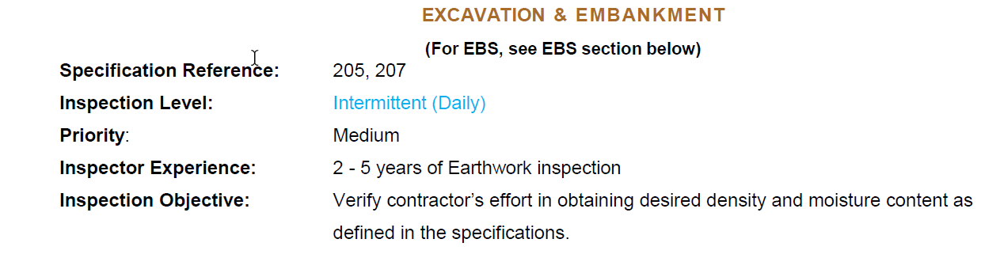 EXCAVATION & EMBANKMENT
(For EBS, see EBS section below)
Specification Reference: 205, 207
Inspection Level: Intermittent (Daily)
Priority: Medium
Inspector Experience: 2 - 5 years of Earthwork inspection
Inspection Objective: Verify contractor’s effort in obtaining desired density and moisture content as
defined in the specifications.